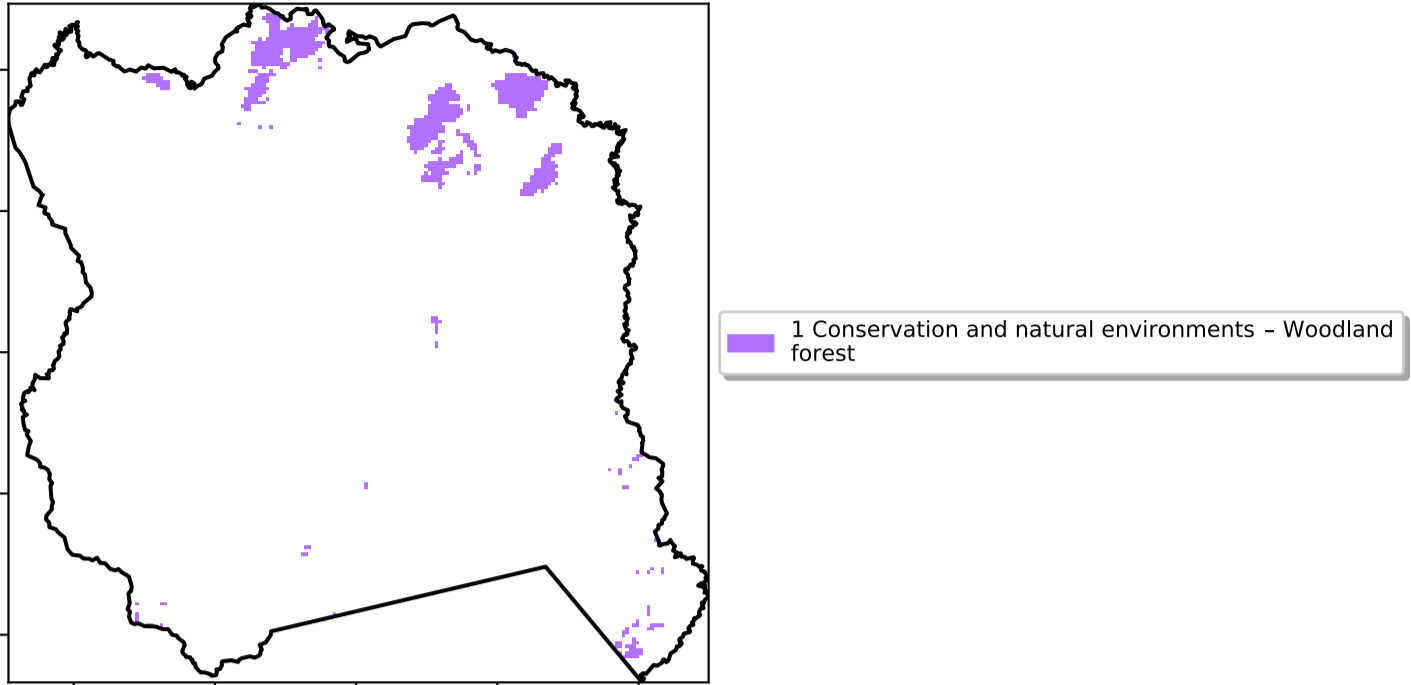 1 Conservation and natural environments – Woodland
forest